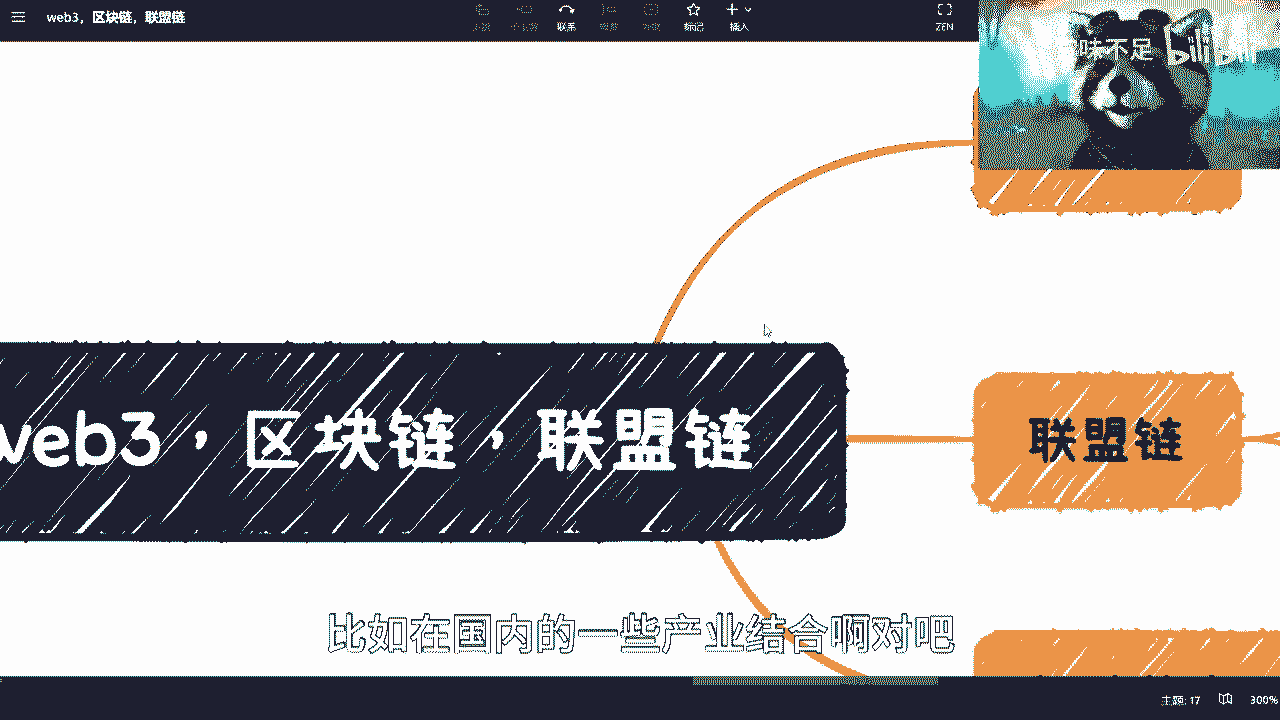 web3，区块链，联盟链
联系
标记
插入
ZEN
味不足 bilibili
web3，区块链，联盟链
联盟链
比如在国内的一些产业结合啊对吧
主题: 17
300%